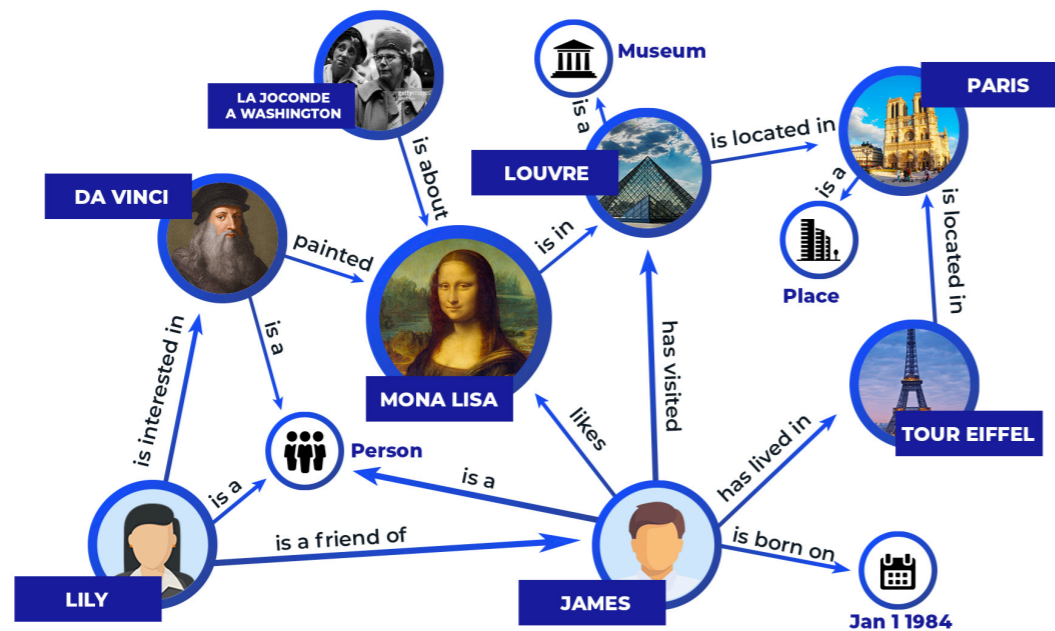 Museum
LA JOCONDE
A WASHINGTON
PARIS
is a
is located in
is about
LOUVRE
is a
DA VINCI
is located in
painted
is in
Place
is a
is interested in
has visited
MONA LISA
likes
TOUR EIFFEL
Person
has lived in
is a
is a
is a friend of
is born on
LILY
JAMES
Jan 1 1984